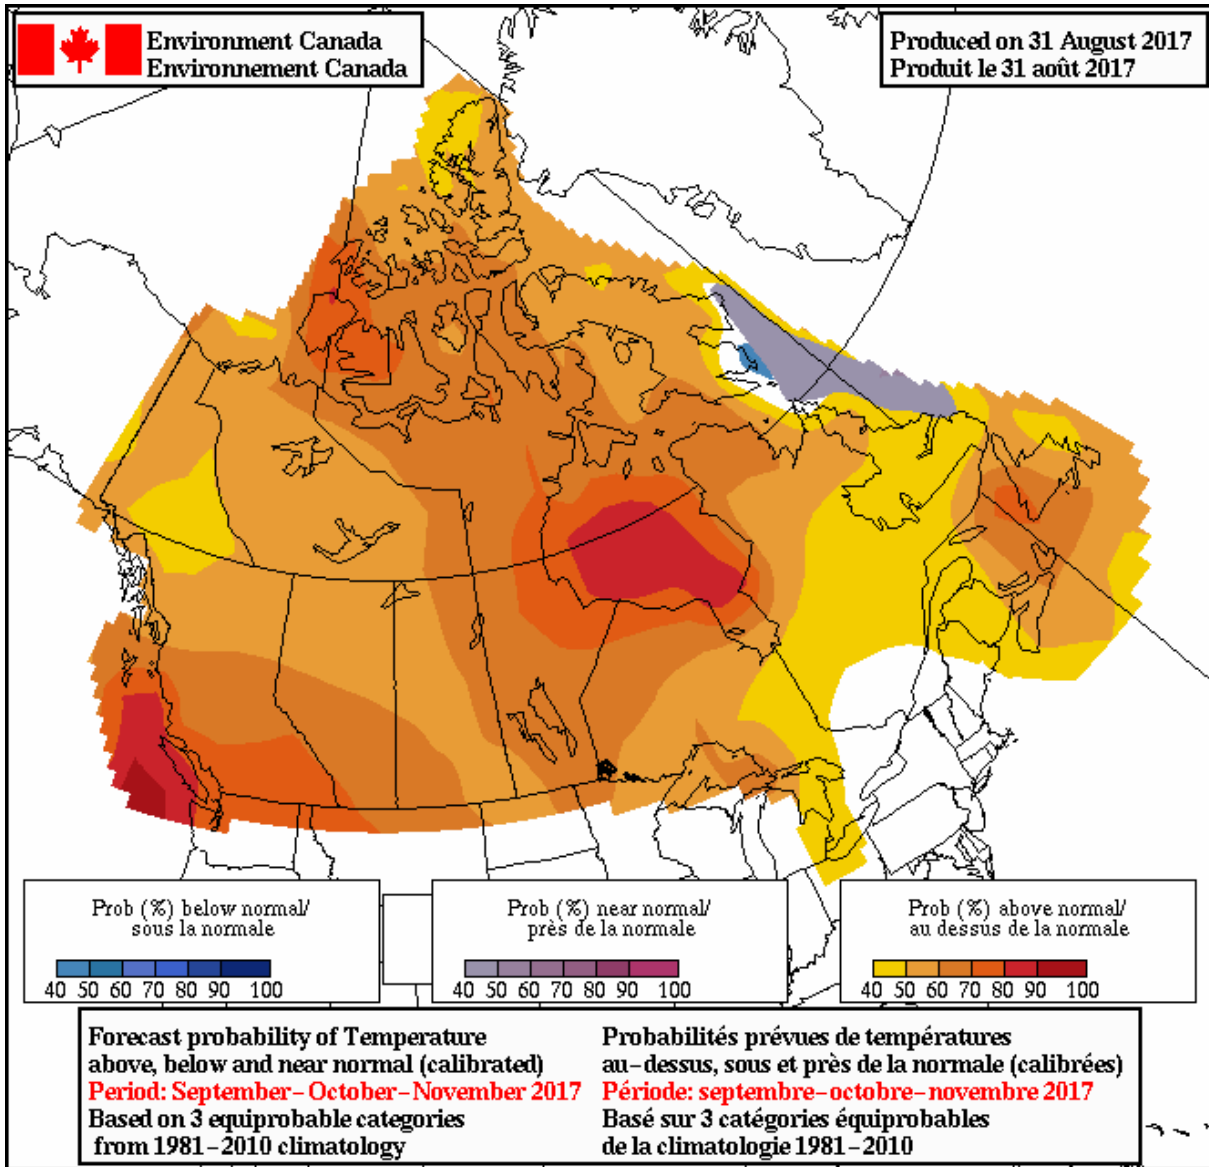 Environment Canada
Environnement Canada
Produced on 31 August 2017
Produit le 31 août 2017
Prob (%) below normal/
sous la normale
40 50 60 70 80 90 100
Prob (%) near normal/
près de la normale
40 50 60 70 80 90 100
Prob (%) above normal/
au dessus de la normale
40 50 60 70 80 90 100
Forecast probability of Temperature
above, below and near normal (calibrated)
Period: September-October-November 2017
Based on 3 equiprobable categories
from 1981-2010 climatology
Probabilités prévues de températures
au-dessus, sous et près de la normale (calibrées)
Période: septembre-octobre-novembre 2017
Basé sur 3 catégories équiprobables
de la climatologie 1981-2010